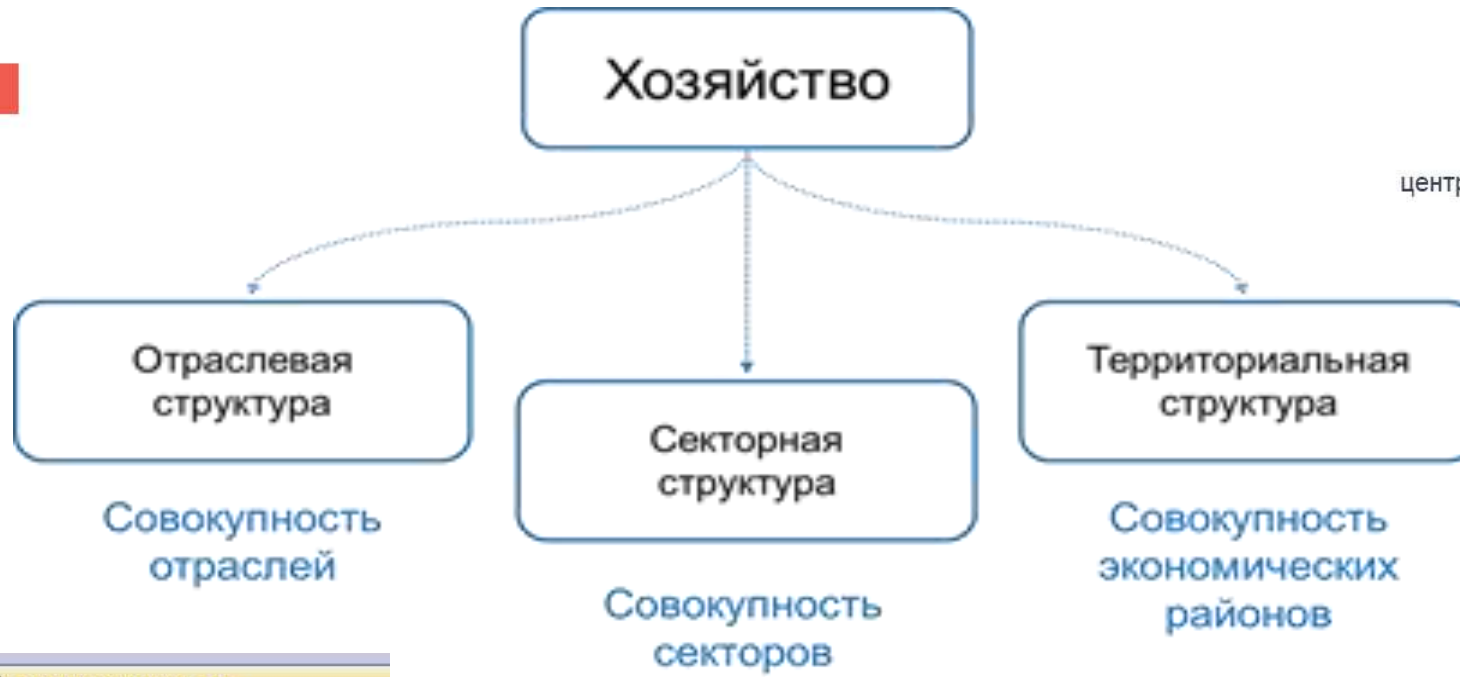 Хозяйство
Отраслевая
структура
Совокупность
отраслей
Секторная
структура
Совокупность
секторов
Территориальная
структура
Совокупность
экономических
районов